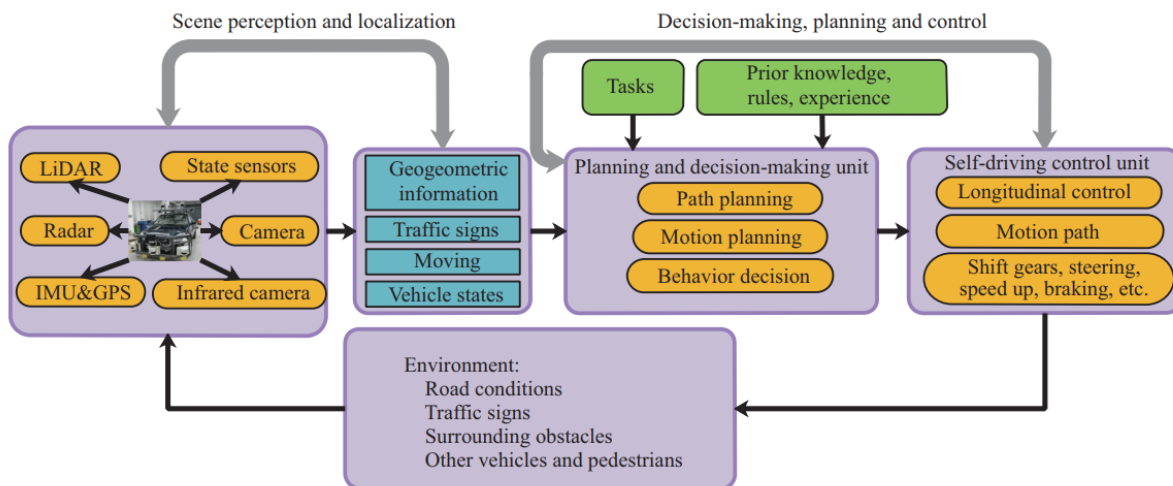 Scene perception and localization
Decision-making, planning and control
Tasks
Prior knowledge,
rules, experience
LiDAR
State sensors
Radar
Camera
IMU&GPS
Infrared camera
Geogeometric
information
Traffic signs
Moving
Vehicle states
Planning and decision-making unit
Path planning
Motion planning
Behavior decision
Self-driving control unit
Longitudinal control
Motion path
Shift gears, steering,
speed up, braking, etc.
Environment:
Road conditions
Traffic signs
Surrounding obstacles
Other vehicles and pedestrians